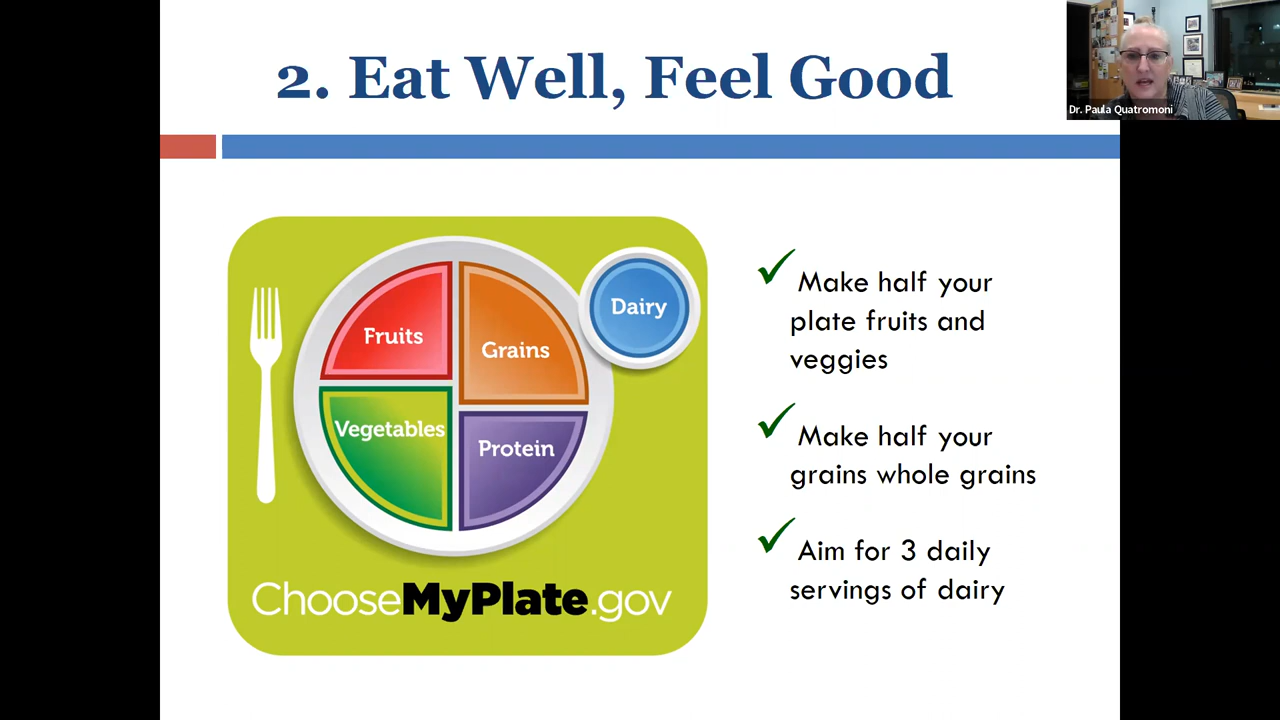 2. Eat Well, Feel Good
Dr. Paula Quatromoni
Fruits
Grains
Dairy
Vegetables
Protein
ChooseMyPlate.gov
✓Make half your
plate fruits and
veggies
✓Make half your
grains whole grains
✓Aim for 3 daily
servings of dairy